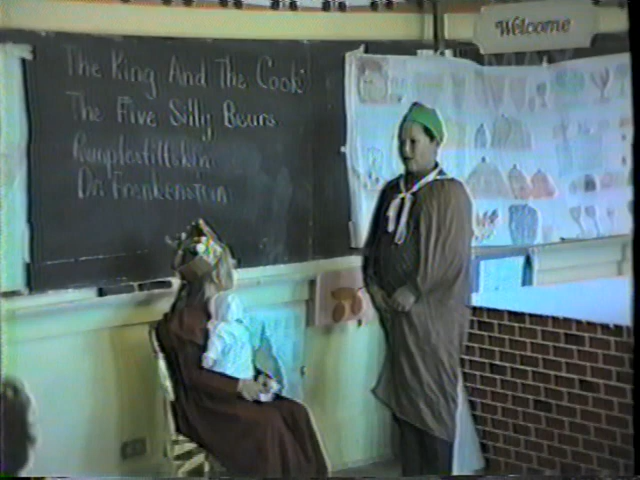 Welcome
The King And The Cook
The Five Silly Bears
Rumplestiltskin
Dr. Frankenstein